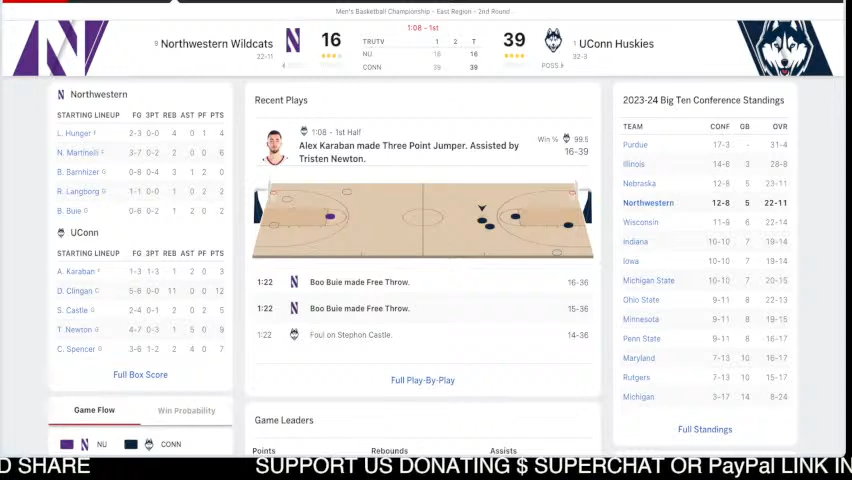 Men's Basketball Championship - East Region - 2nd Round
1:08 - 1st
9 Northwestern Wildcats 16 39 1 UConn Huskies
22-11 32-3
TRUTV 1 2 T
NU 16 16
CONN 39 39
POSS
Northwestern
STARTING LINEUP FG 3PT REB AST PF PTS
L. Hunger F 2-3 0-0 4 0 1 4
N. Martinelli F 3-7 0-2 2 0 0 6
B. Barnhizer G 0-8 0-4 3 1 2 0
R. Langborg G 1-1 0-0 1 0 2 2
B. Buie G 0-6 0-2 1 2 0 2
UConn
STARTING LINEUP FG 3PT REB AST PF PTS
A. Karaban F 1-3 1-3 1 2 0 3
D. Clingan C 5-6 0-0 11 0 0 12
S. Castle G 2-4 0-1 2 0 2 5
T. Newton G 4-7 0-3 1 5 0 9
C. Spencer G 3-6 1-2 2 4 0 7
Full Box Score
Game Flow
Win Probability
NU CONN
Recent Plays
1:08 - 1st Half
Alex Karaban made Three Point Jumper. Assisted by
Tristen Newton.
Win % 99.5
16-39
1:22 Boo Buie made Free Throw. 16-36
1:22 Boo Buie made Free Throw. 15-36
1:22 Foul on Stephon Castle. 14-36
Full Play-By-Play
Game Leaders
Points Rebounds Assists
2023-24 Big Ten Conference Standings
TEAM CONF GB OVR
Purdue 17-3 - 31-4
Illinois 14-6 3 28-8
Nebraska 12-8 5 23-11
Northwestern 12-8 5 22-11
Wisconsin 11-9 6 22-14
Indiana 10-10 7 19-14
Iowa 10-10 7 19-14
Michigan State 10-10 7 20-15
Ohio State 9-11 8 22-13
Minnesota 9-11 8 19-15
Penn State 9-11 8 16-17
Maryland 7-13 10 16-17
Rutgers 7-13 10 15-17
Michigan 3-17 14 8-24
Full Standings
D SHARE SUPPORT US DONATING $ SUPERCHAT OR PayPal LINK IN